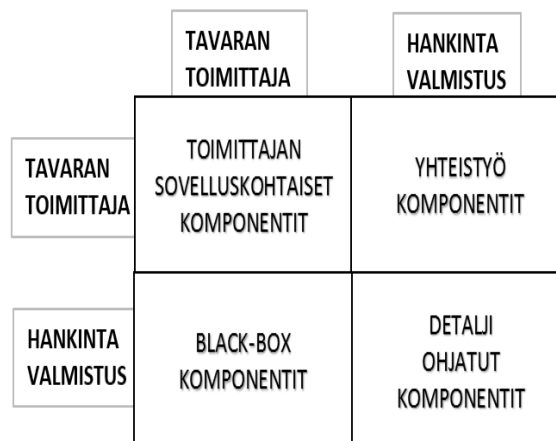 TAVARAN
TOIMITTAJA
HANKINTA
VALMISTUS
TAVARAN
TOIMITTAJA
TOIMITTAJAN
SOVELLUSKOHTAISET
KOMPONENTIT
YHTEISTYÖ
KOMPONENTIT
HANKINTA
VALMISTUS
BLACK-BOX
KOMPONENTIT
DETALJI
OHJATUT
KOMPONENTIT